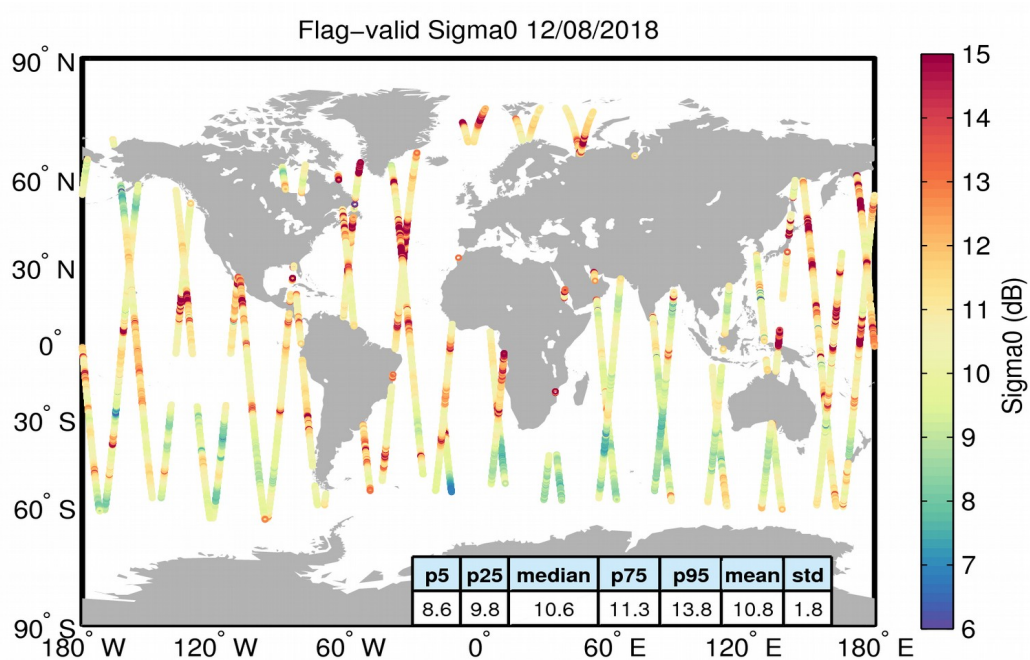 Flag−valid Sigma0 12/08/2018
90° N
60° N
30° N
0°
30° S
60° S
90° S
180° W
120° W
60° W
0°
60° E
120° E
180° E
15
14
13
12
11
10
9
8
7
6
Sigma0 (dB)
p5 p25 median p75 p95 mean std
8.6 9.8 10.6 11.3 13.8 10.8 1.8